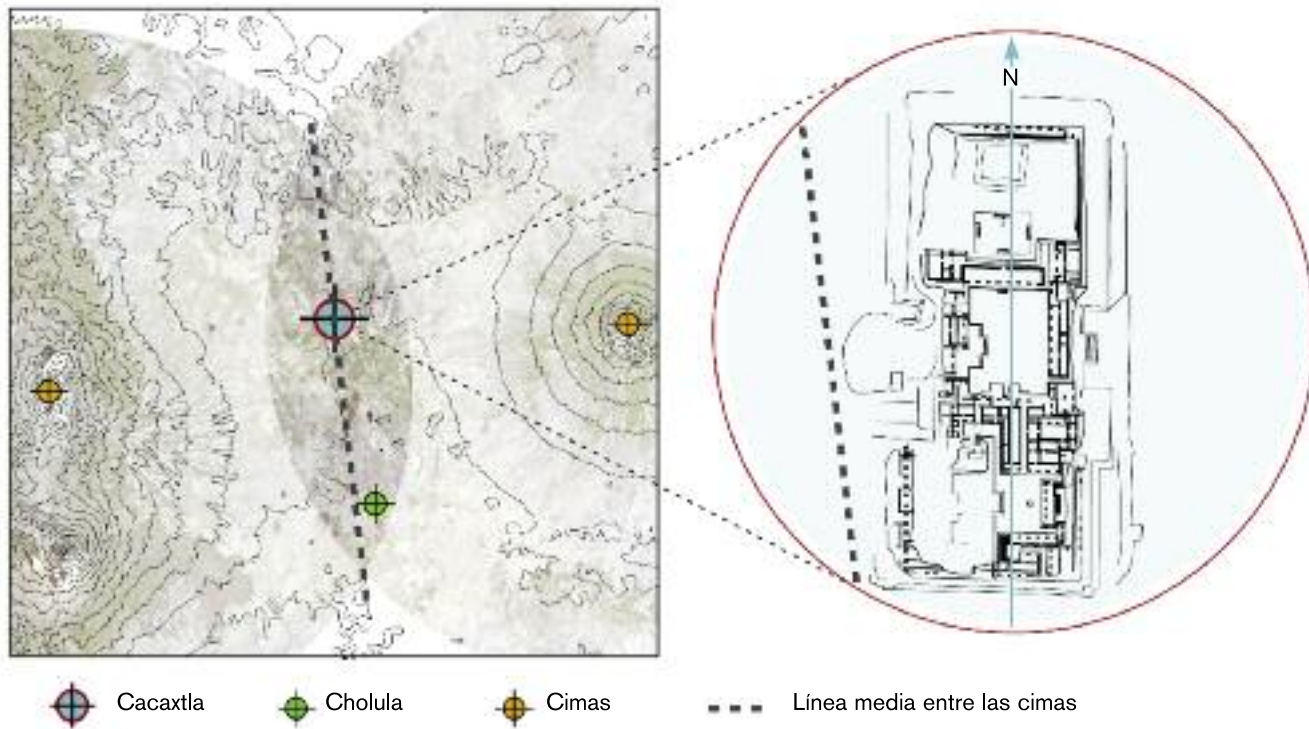 N
Cacaxtla
Cholula
Cimas
Línea media entre las cimas